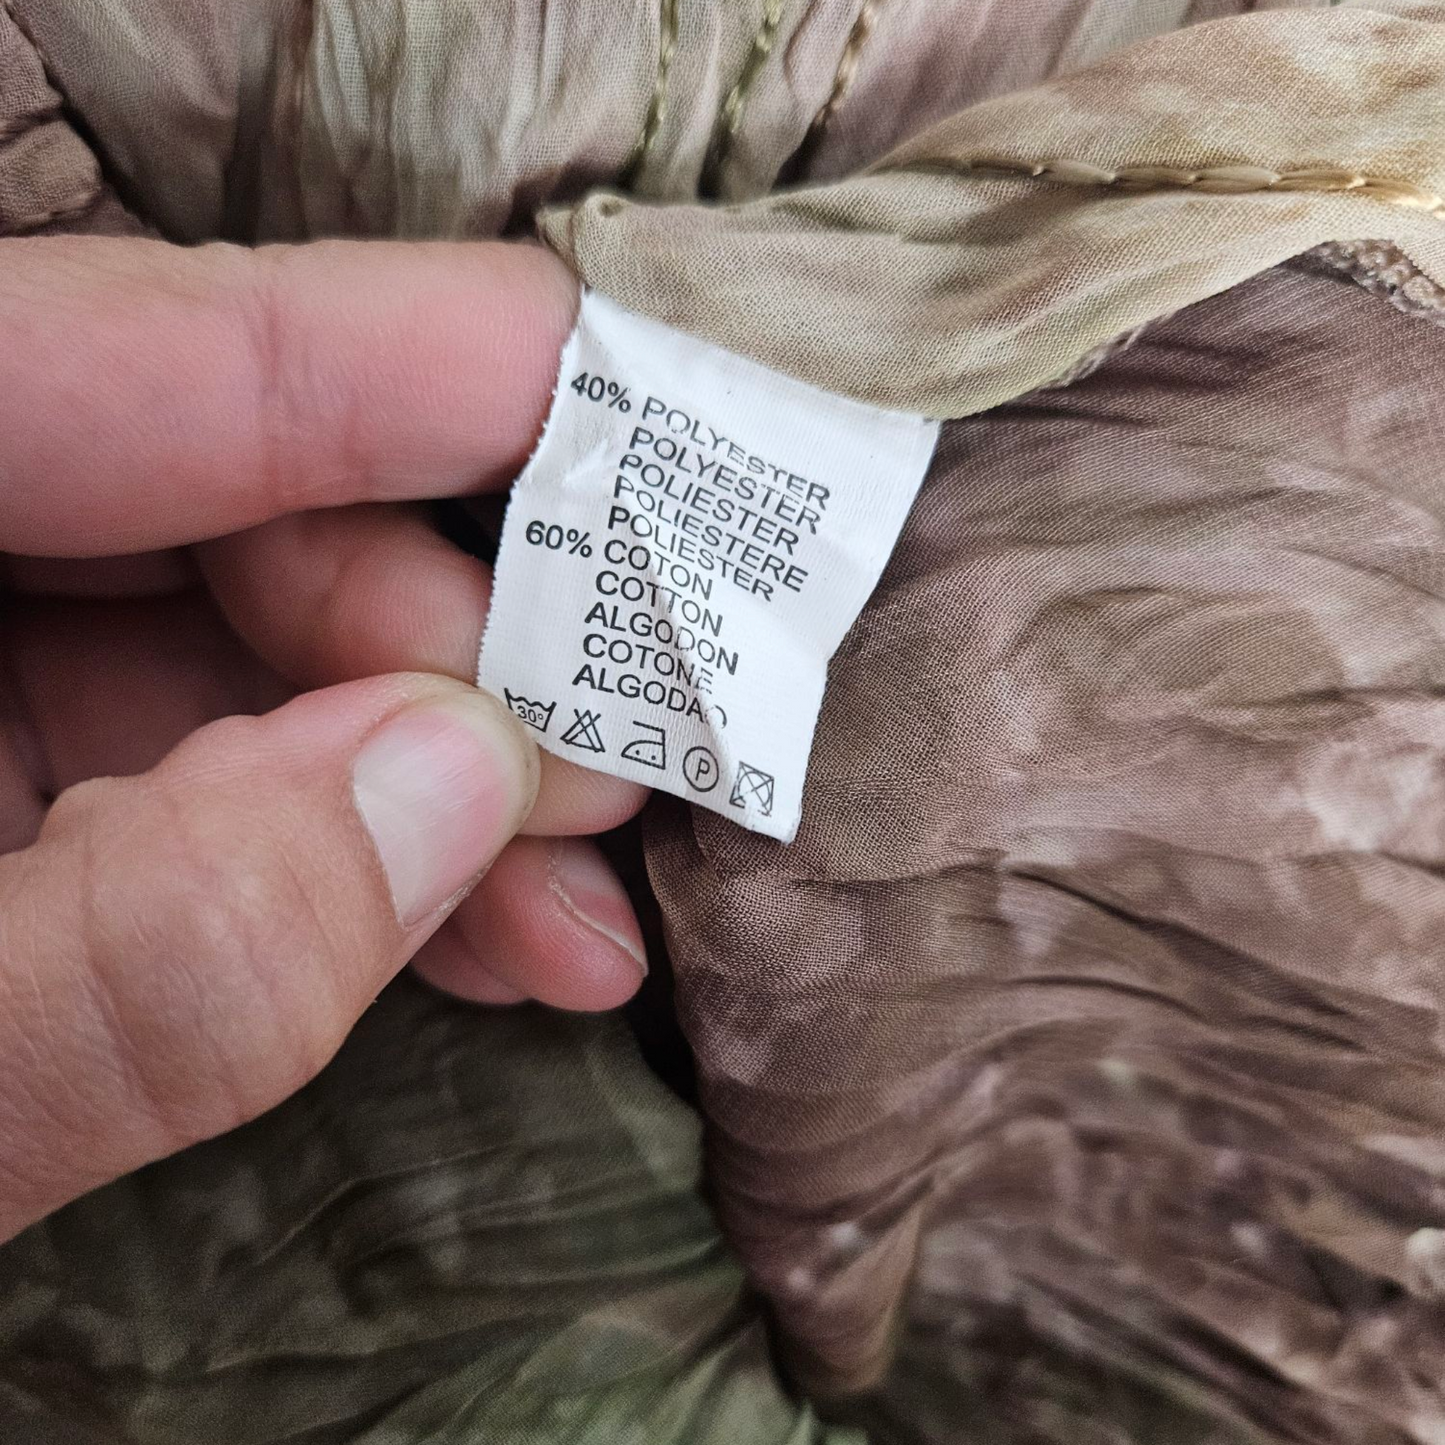 40% POLYESTER
POLYESTER
POLIESTER
POLIESTERE
POLIESTER
60% COTON
COTTON
ALGODON
COTONE
ALGODAO
30° P